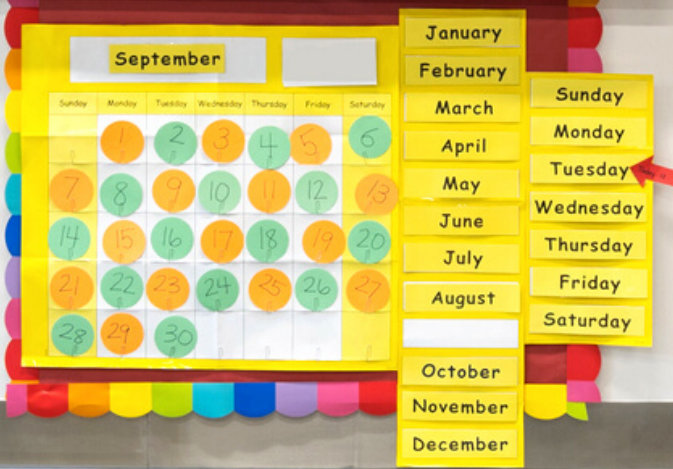 September
Sunday Monday Tuesday Wednesday Thursday Friday Saturday
1 2 3 4 5 6
7 8 9 10 11 12 13
14 15 16 17 18 19 20
21 22 23 24 25 26 27
28 29 30
January
February
March
April
May
June
July
August
October
November
December
Sunday
Monday
Tuesday
Wednesday
Thursday
Friday
Saturday